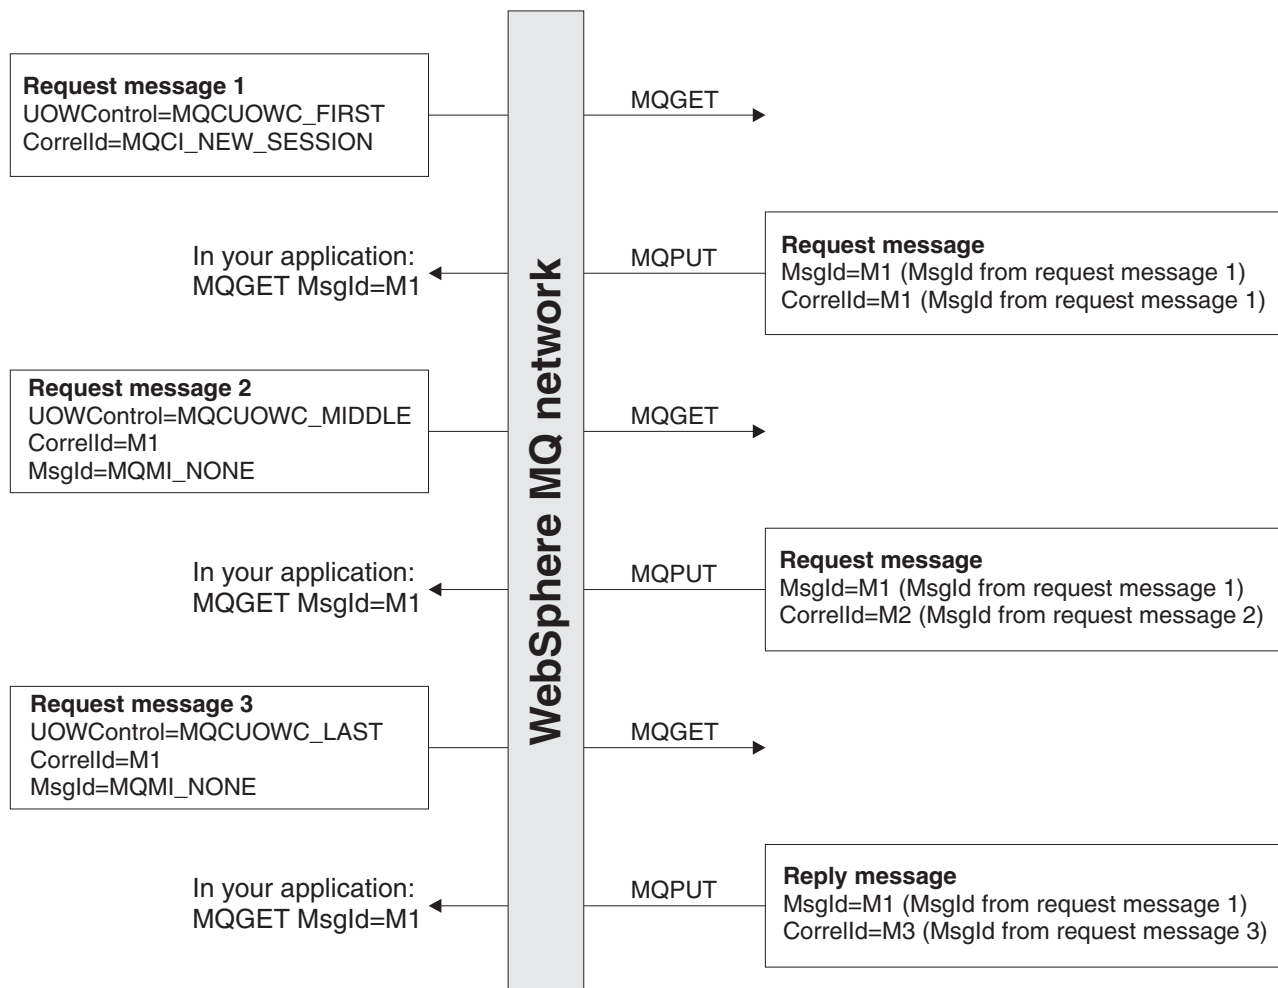 Request message 1
UOWControl=MQCUOWC_FIRST
CorrelId=MQCI_NEW_SESSION
MQGET
In your application:
MQGET MsgId=M1
MQPUT
Request message
MsgId=M1 (MsgId from request message 1)
CorrelId=M1 (MsgId from request message 1)
WebSphere MQ network
Request message 2
UOWControl=MQCUOWC_MIDDLE
CorrelId=M1
MsgId=MQMI_NONE
MQGET
In your application:
MQGET MsgId=M1
MQPUT
Request message
MsgId=M1 (MsgId from request message 1)
CorrelId=M2 (MsgId from request message 2)
Request message 3
UOWControl=MQCUOWC_LAST
CorrelId=M1
MsgId=MQMI_NONE
MQGET
In your application:
MQGET MsgId=M1
MQPUT
Reply message
MsgId=M1 (MsgId from request message 1)
CorrelId=M3 (MsgId from request message 3)